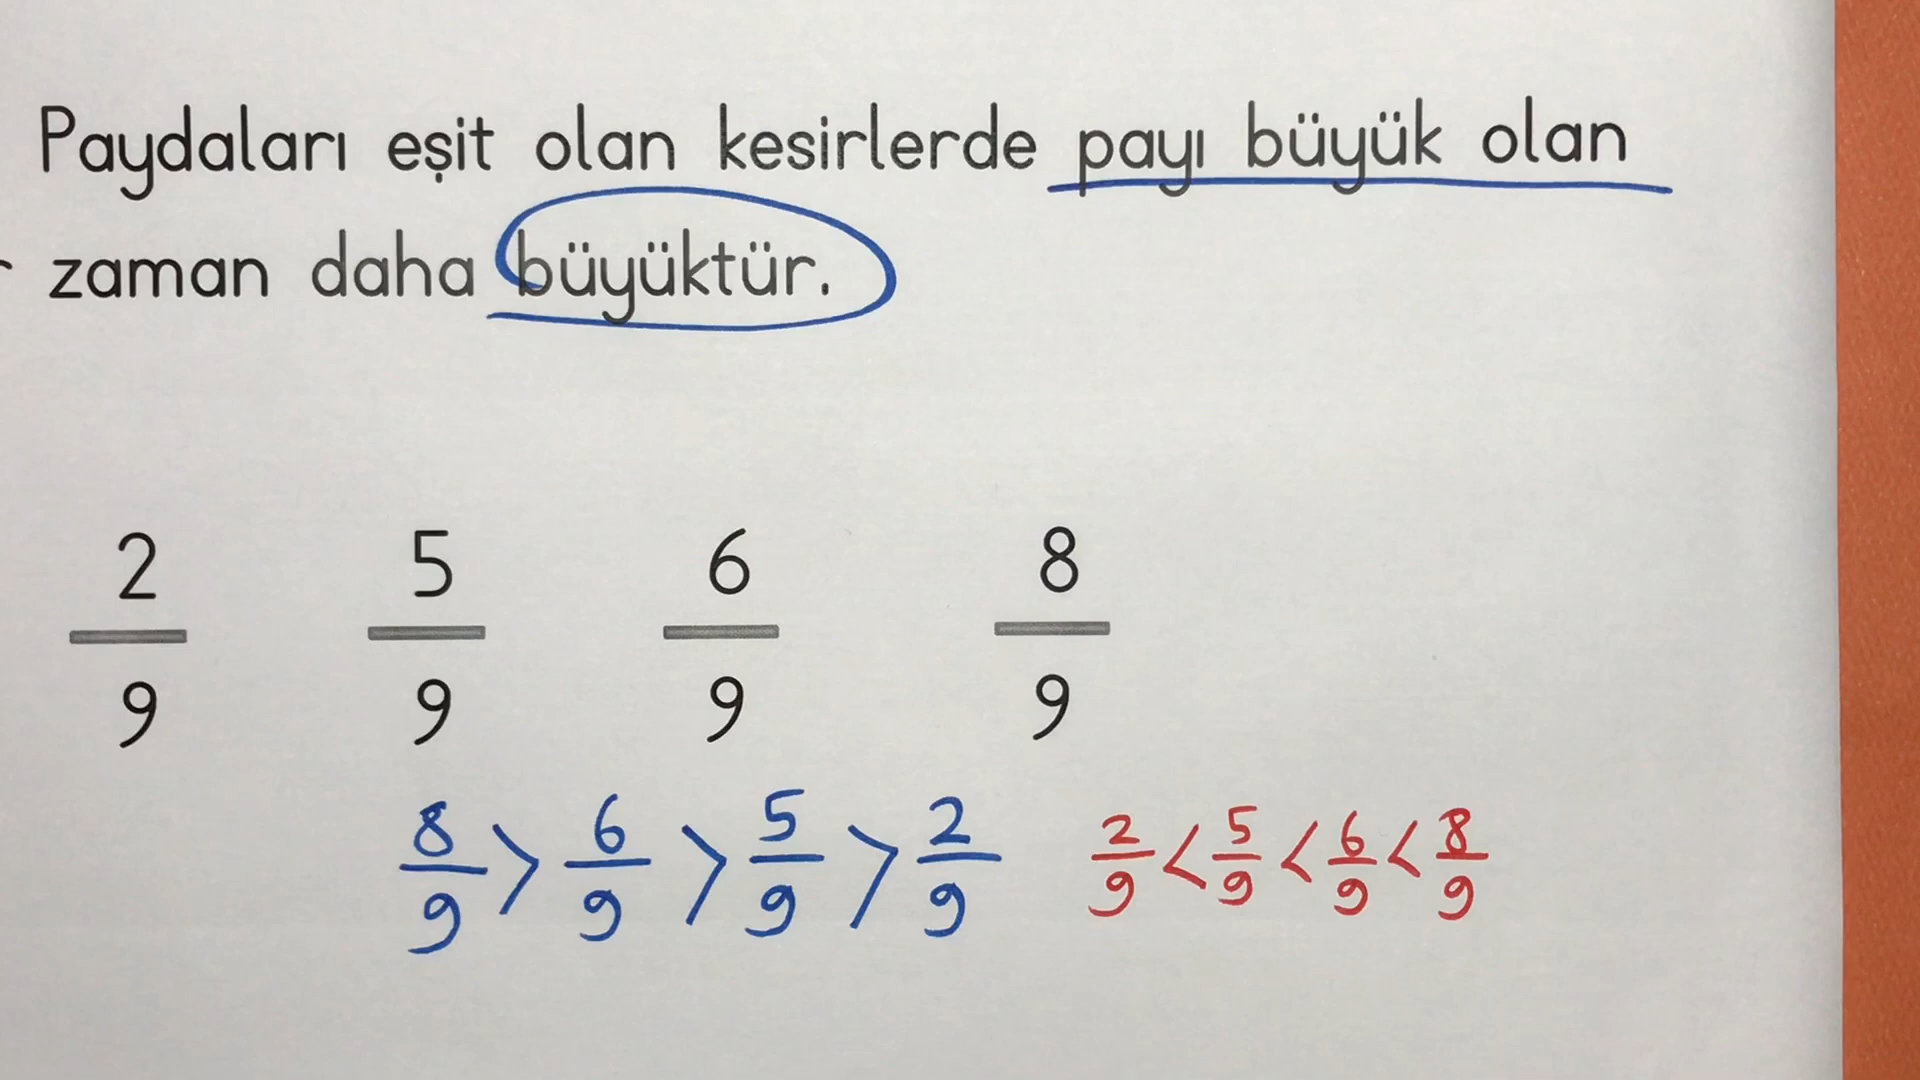 Paydaları eşit olan kesirlerde payı büyük olan
zaman daha büyüktür.
2/9 5/9 6/9 8/9
8/9 > 6/9 > 5/9 > 2/9 2/9 < 5/9 < 6/9 < 8/9